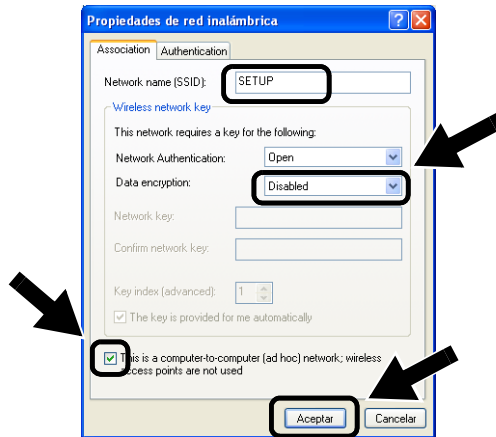 Propiedades de red inalámbrica
Association Authentication
Network name (SSID): SETUP
Wireless network key
This network requires a key for the following:
Network Authentication: Open
Data encryption: Disabled
Network key:
Confirm network key:
Key index (advanced): 1
The key is provided for me automatically
This is a computer-to-computer (ad hoc) network; wireless
access points are not used
Aceptar Cancelar